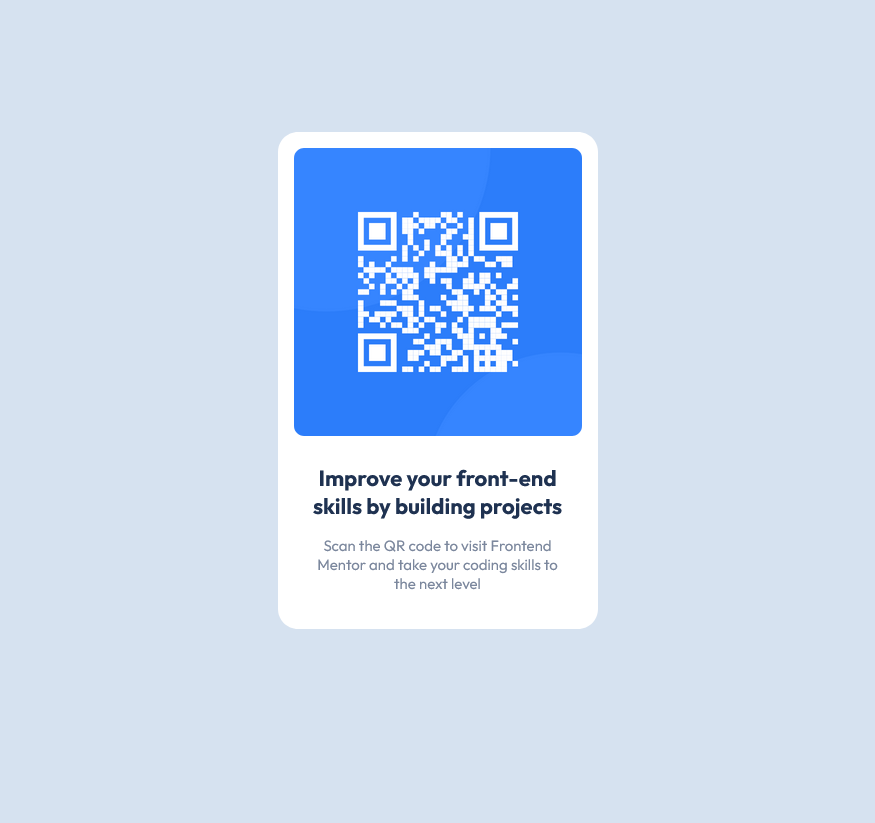 Improve your front-end
skills by building projects
Scan the QR code to visit Frontend
Mentor and take your coding skills to
the next level